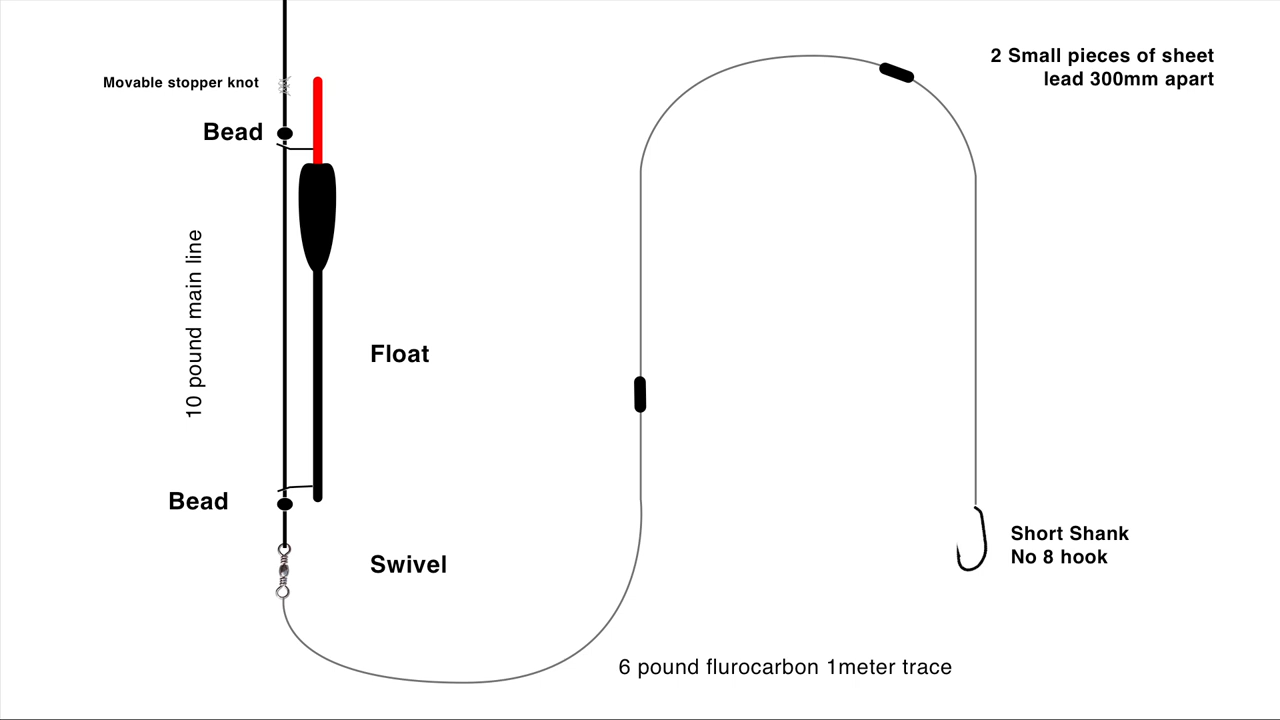 2 Small pieces of sheet
lead 300mm apart
Movable stopper knot
Bead
10 pound main line
Float
Bead
Swivel
Short Shank
No 8 hook
6 pound flurocarbon 1meter trace